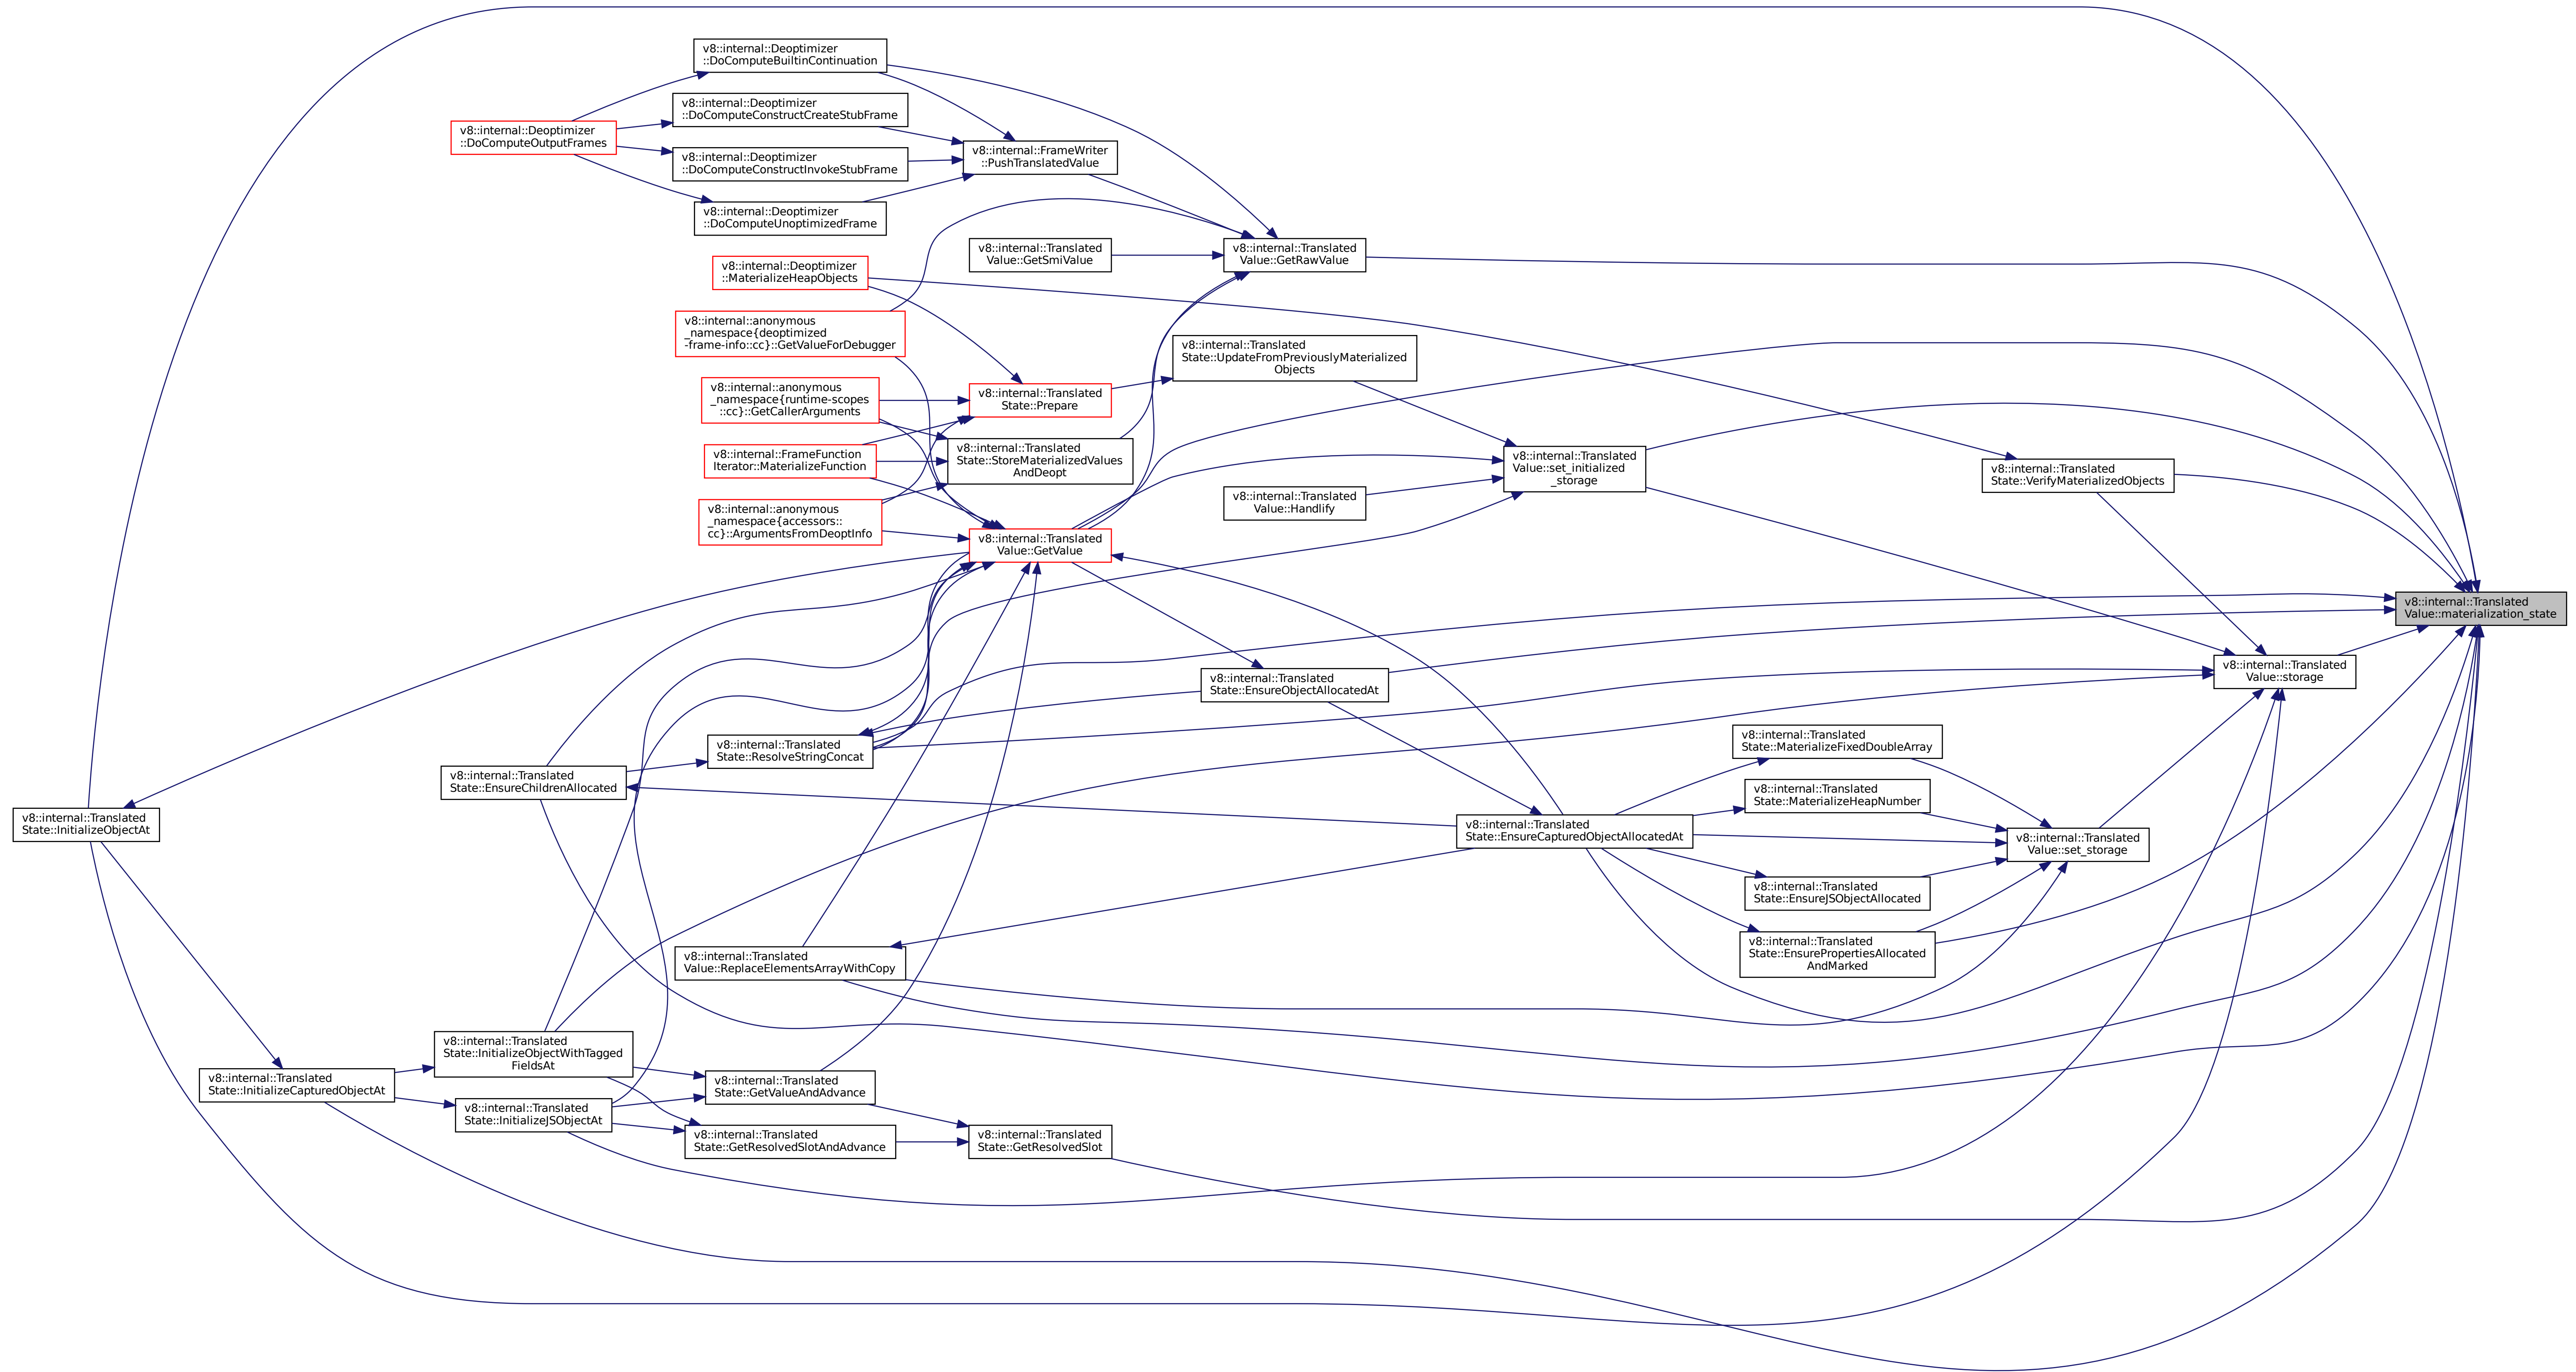 v8::internal::Deoptimizer
::DoComputeBuiltinContinuation
v8::internal::Deoptimizer
::DoComputeConstructCreateStubFrame
v8::internal::Deoptimizer
::DoComputeOutputFrames
v8::internal::FrameWriter
::PushTranslatedValue
v8::internal::Deoptimizer
::DoComputeConstructInvokeStubFrame
v8::internal::Deoptimizer
::DoComputeUnoptimizedFrame
v8::internal::Translated
Value::GetSmiValue
v8::internal::Translated
Value::GetRawValue
v8::internal::Deoptimizer
::MaterializeHeapObjects
v8::internal::anonymous
_namespace{deoptimized
-frame-info::cc}::GetValueForDebugger
v8::internal::Translated
State::UpdateFromPreviouslyMaterialized
Objects
v8::internal::anonymous
_namespace{runtime-scopes
::cc}::GetCallerArguments
v8::internal::Translated
State::Prepare
v8::internal::FrameFunction
Iterator::MaterializeFunction
v8::internal::Translated
State::StoreMaterializedValues
AndDeopt
v8::internal::Translated
Value::set_initialized
_storage
v8::internal::Translated
State::VerifyMaterializedObjects
v8::internal::Translated
Value::Handlify
v8::internal::anonymous
_namespace{accessors::
cc}::ArgumentsFromDeoptInfo
v8::internal::Translated
Value::GetValue
v8::internal::Translated
Value::materialization_state
v8::internal::Translated
State::EnsureObjectAllocatedAt
v8::internal::Translated
Value::storage
v8::internal::Translated
State::ResolveStringConcat
v8::internal::Translated
State::MaterializeFixedDoubleArray
v8::internal::Translated
State::EnsureChildrenAllocated
v8::internal::Translated
State::MaterializeHeapNumber
v8::internal::Translated
State::InitializeObjectAt
v8::internal::Translated
State::EnsureCapturedObjectAllocatedAt
v8::internal::Translated
Value::set_storage
v8::internal::Translated
State::EnsureJSObjectAllocated
v8::internal::Translated
Value::ReplaceElementsArrayWithCopy
v8::internal::Translated
State::EnsurePropertiesAllocated
AndMarked
v8::internal::Translated
State::InitializeObjectWithTagged
FieldsAt
v8::internal::Translated
State::InitializeCapturedObjectAt
v8::internal::Translated
State::GetValueAndAdvance
v8::internal::Translated
State::InitializeJSObjectAt
v8::internal::Translated
State::GetResolvedSlotAndAdvance
v8::internal::Translated
State::GetResolvedSlot